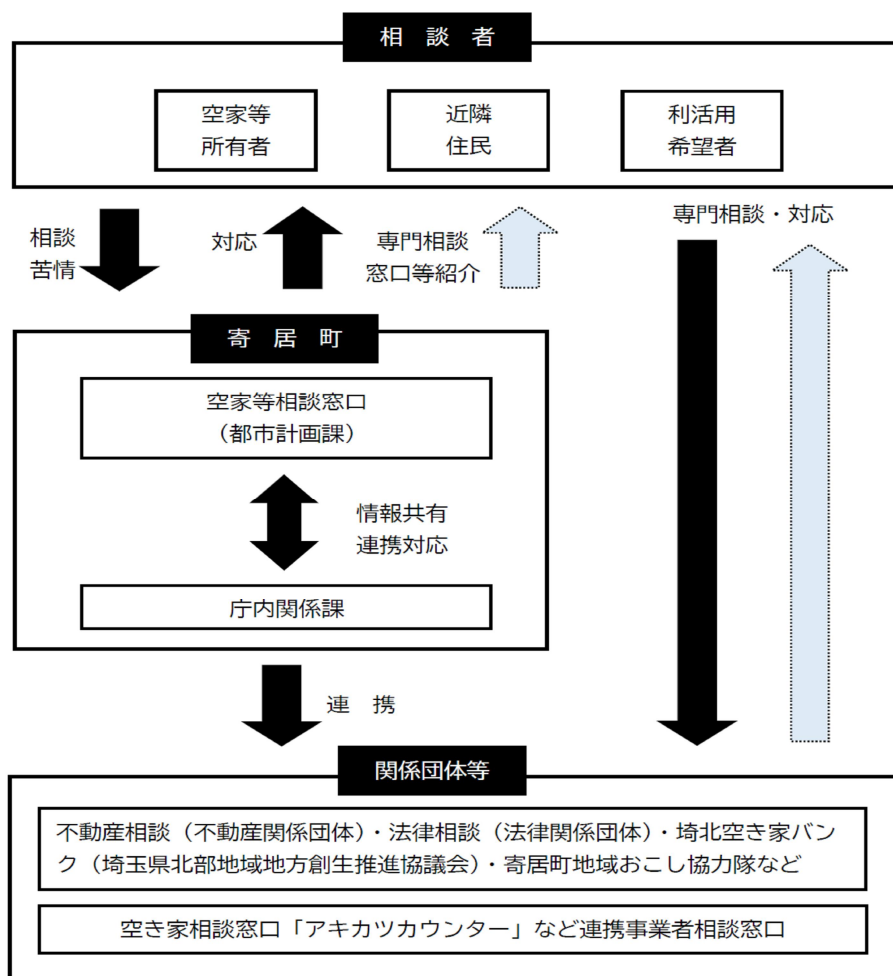 相　談　者
空家等
所有者
近隣
住民
利活用
希望者
相談
苦情
対応
専門相談
窓口等紹介
専門相談・対応
寄　居　町
空家等相談窓口
（都市計画課）
情報共有
連携対応
庁内関係課
連　携
関係団体等
不動産相談（不動産関係団体）・法律相談（法律関係団体）・埼北空き家バン
ク（埼玉県北部地域地方創生推進協議会）・寄居町地域おこし協力隊など
空き家相談窓口「アキカツカウンター」など連携事業者相談窓口